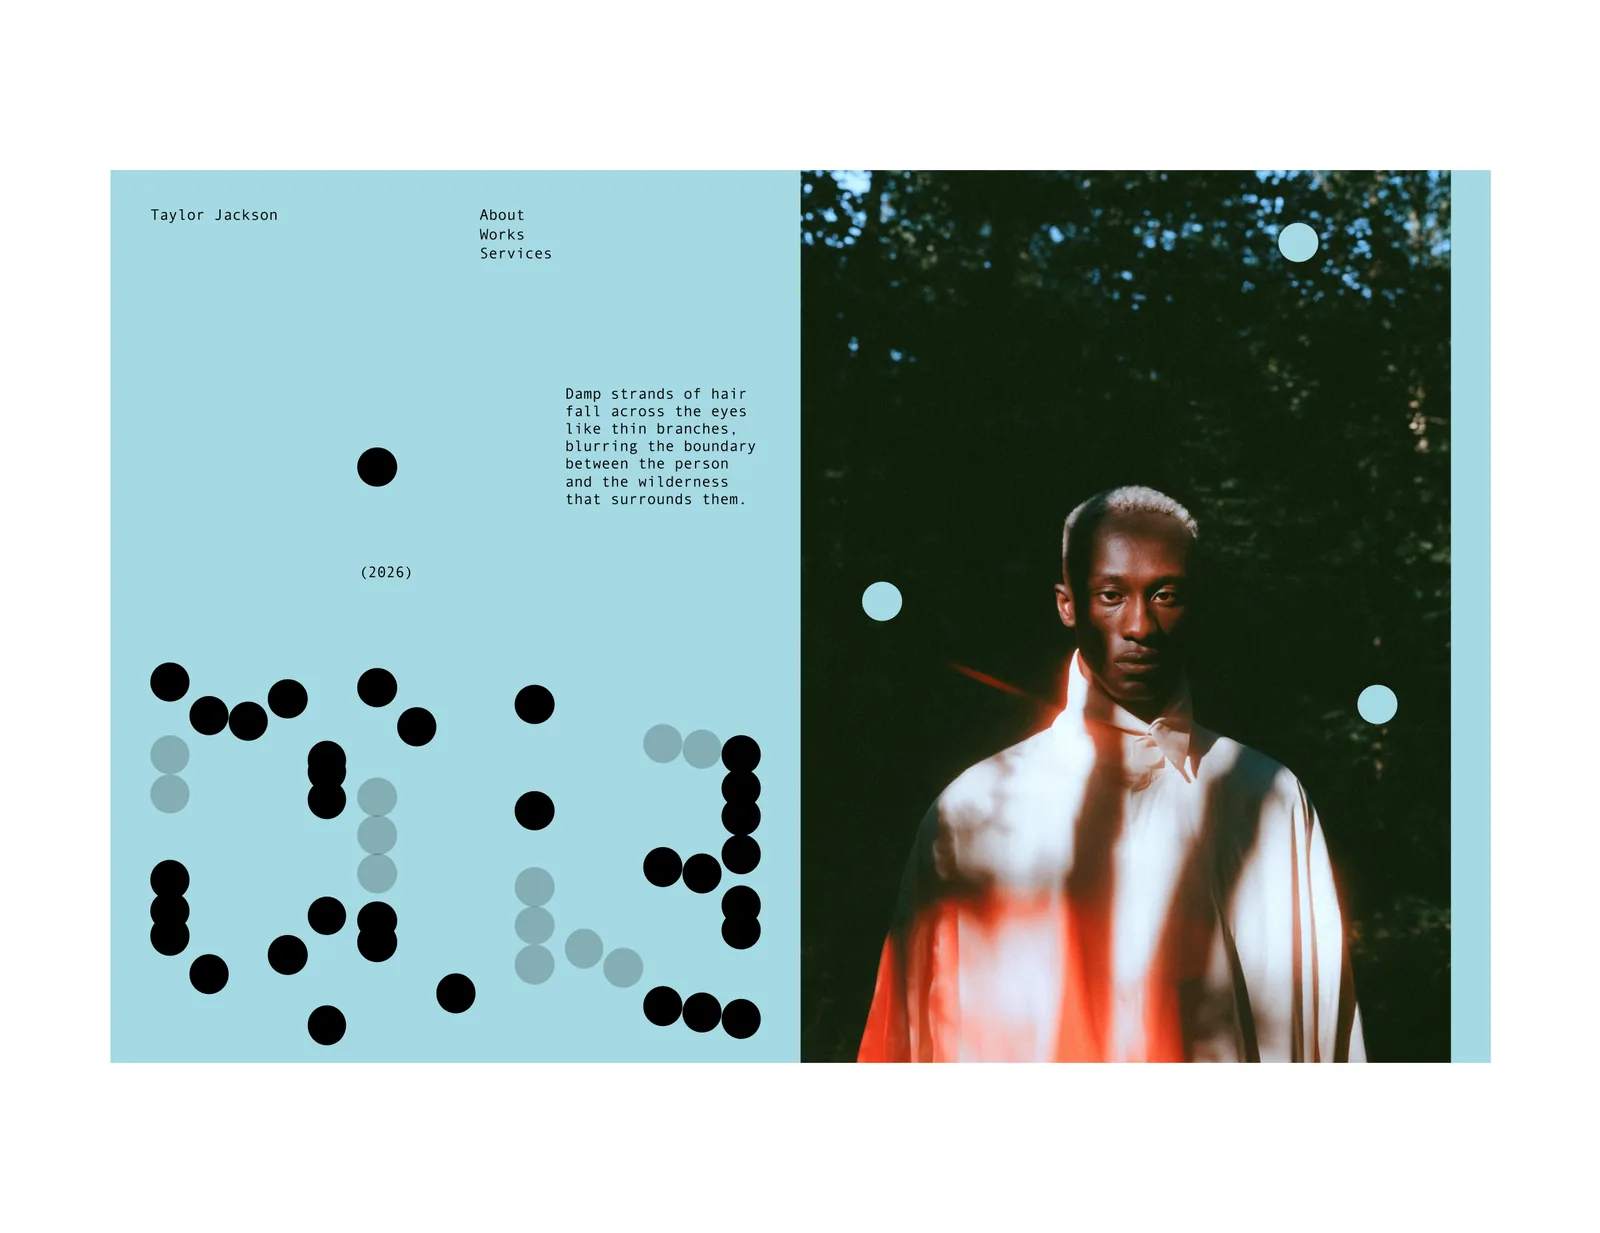 Taylor Jackson
About
Works
Services
Damp strands of hair
fall across the eyes
like thin branches,
blurring the boundary
between the person
and the wilderness
that surrounds them.
(2026)